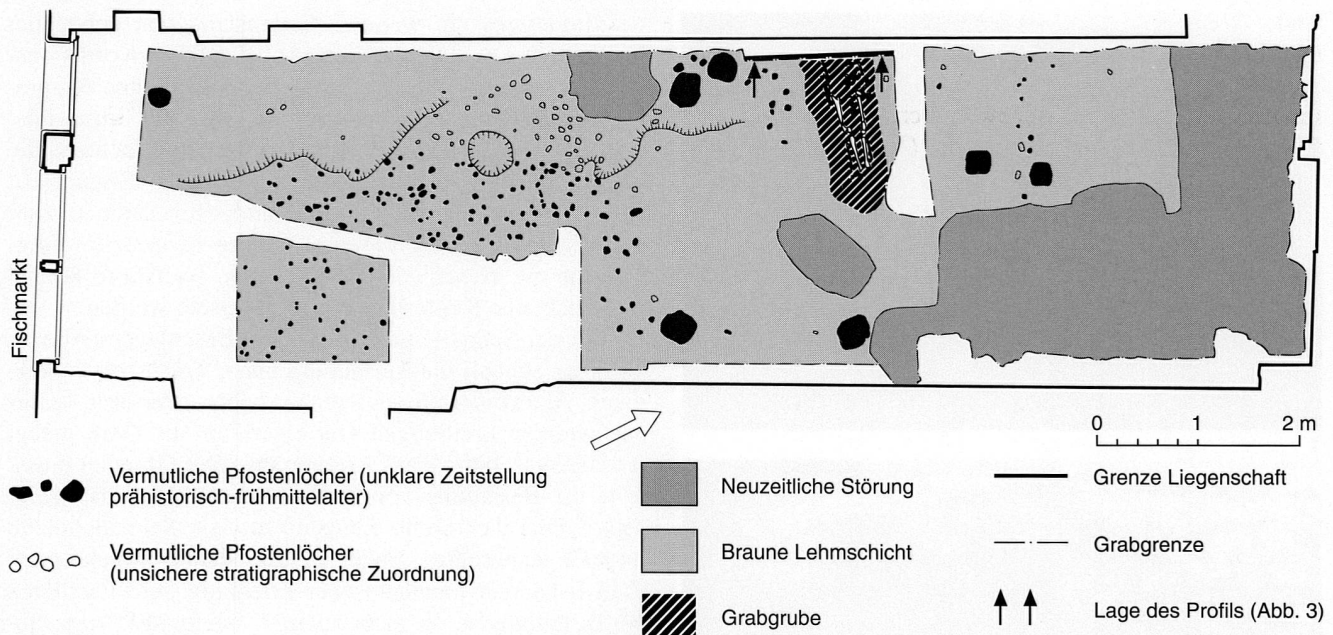 Fischmarkt
0 1 2 m
Vermutliche Pfostenlöcher (unklare Zeitstellung
prähistorisch-frühmittelalter)
Vermutliche Pfostenlöcher
(unsichere stratigraphische Zuordnung)
Neuzeitliche Störung
Braune Lehmschicht
Grabgrube
Grenze Liegenschaft
Grabgrenze
Lage des Profils (Abb. 3)